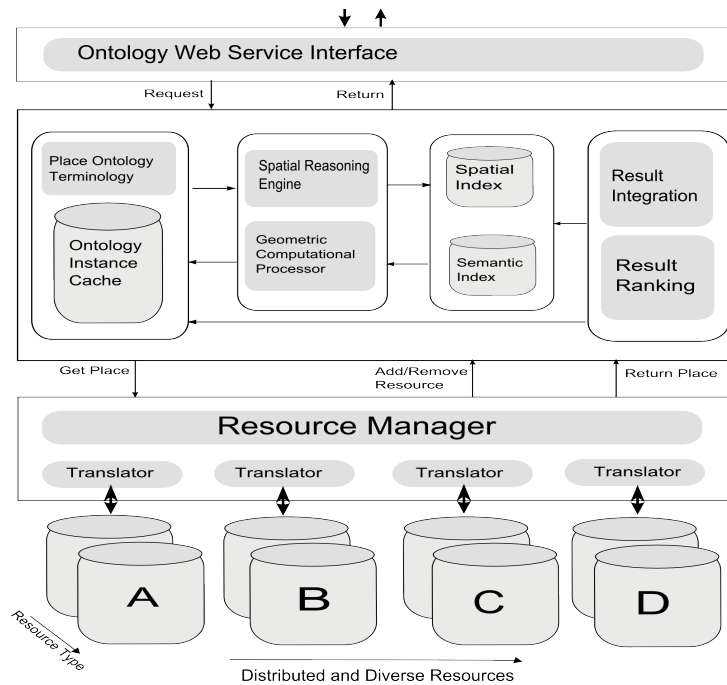 Ontology Web Service Interface
Request
Return
Place Ontology
Terminology
Ontology
Instance
Cache
Spatial Reasoning
Engine
Geometric
Computational
Processor
Spatial
Index
Semantic
Index
Result
Integration
Result
Ranking
Get Place
Add/Remove
Resource
Return Place
Resource Manager
Translator
Translator
Translator
Translator
A
B
C
D
Resource Type
Distributed and Diverse Resources